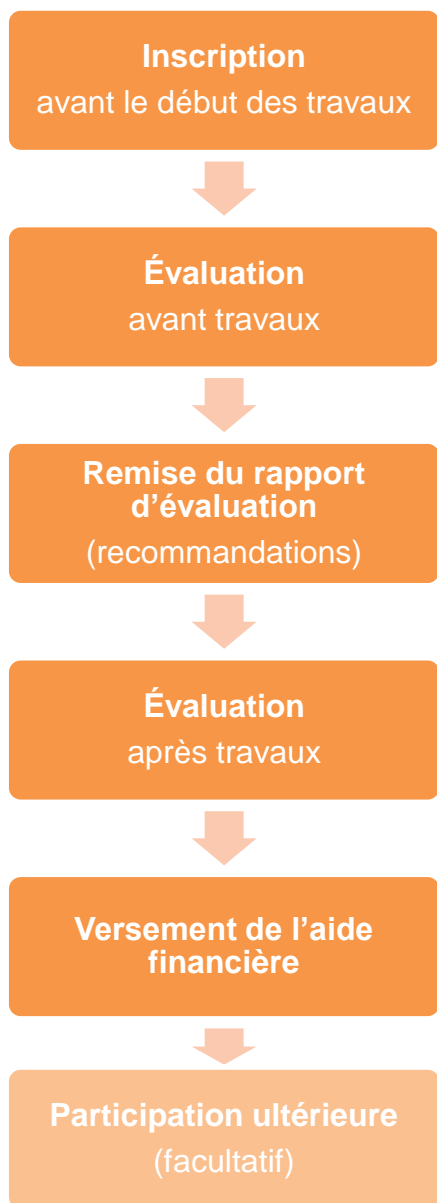 Inscription
avant le début des travaux
Évaluation
avant travaux
Remise du rapport
d’évaluation
(recommandations)
Évaluation
après travaux
Versement de l’aide
financière
Participation ultérieure
(facultatif)